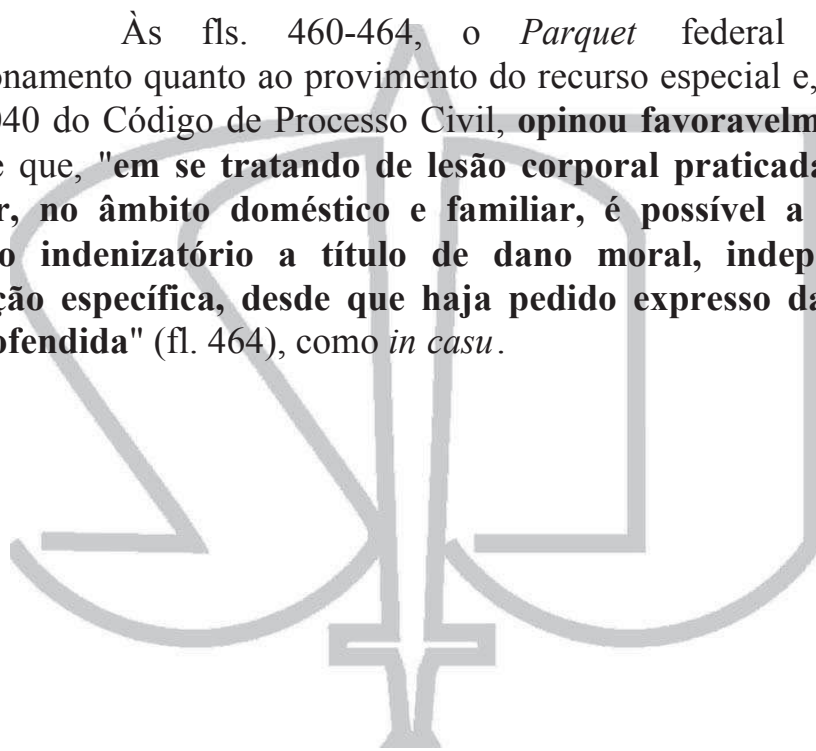 Às fls. 460-464, o Parquet federal
onamento quanto ao provimento do recurso especial e,
040 do Código de Processo Civil, opinou favoravelm
e que, "em se tratando de lesão corporal praticada
r, no âmbito doméstico e familiar, é possível a
o indenizatório a título de dano moral, indep
ção específica, desde que haja pedido expresso da
ofendida" (fl. 464), como in casu.